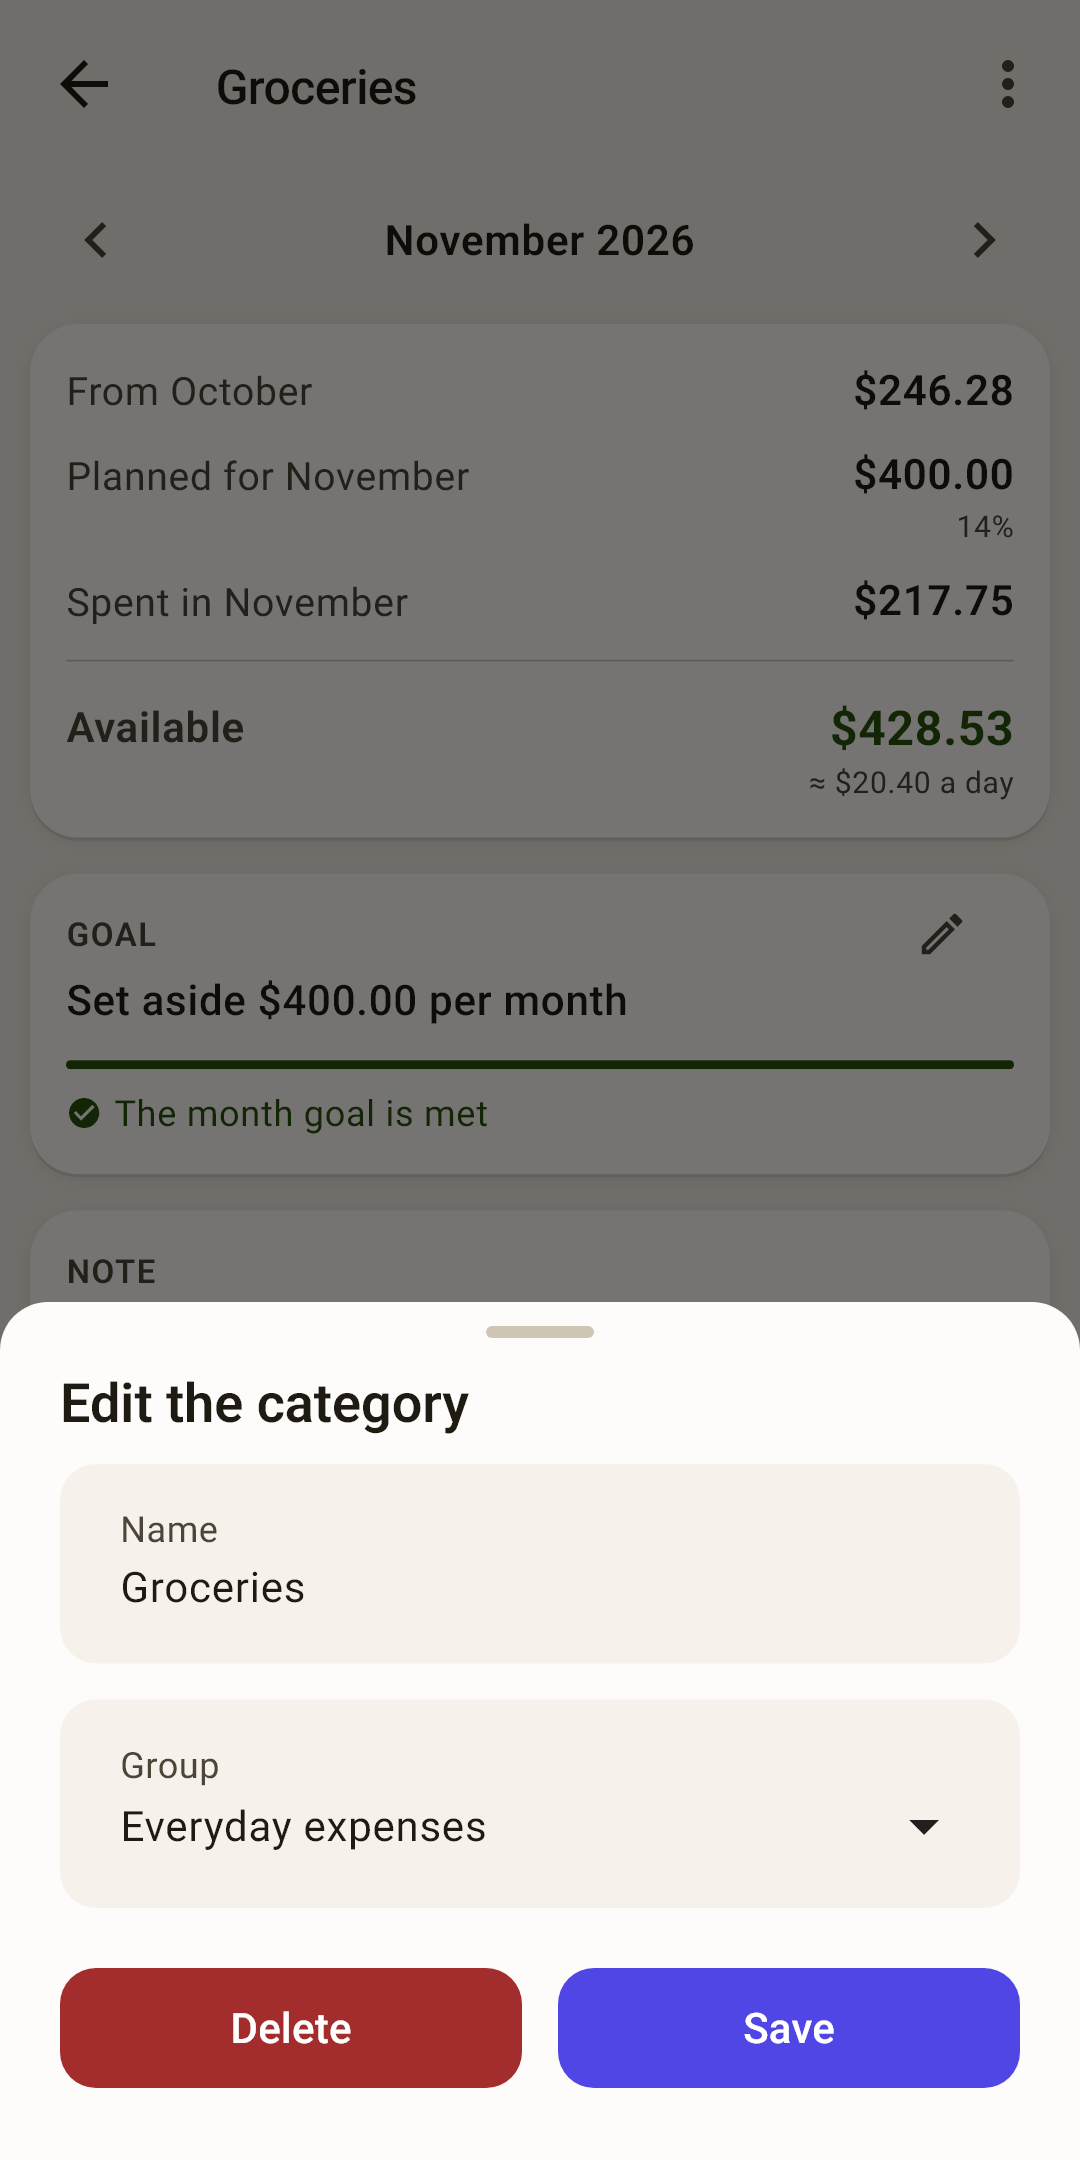 Groceries
November 2026
From October $246.28
Planned for November $400.00
14%
Spent in November $217.75
Available $428.53
≈ $20.40 a day
GOAL
Set aside $400.00 per month
The month goal is met
NOTE
Edit the category
Name
Groceries
Group
Everyday expenses
Delete Save